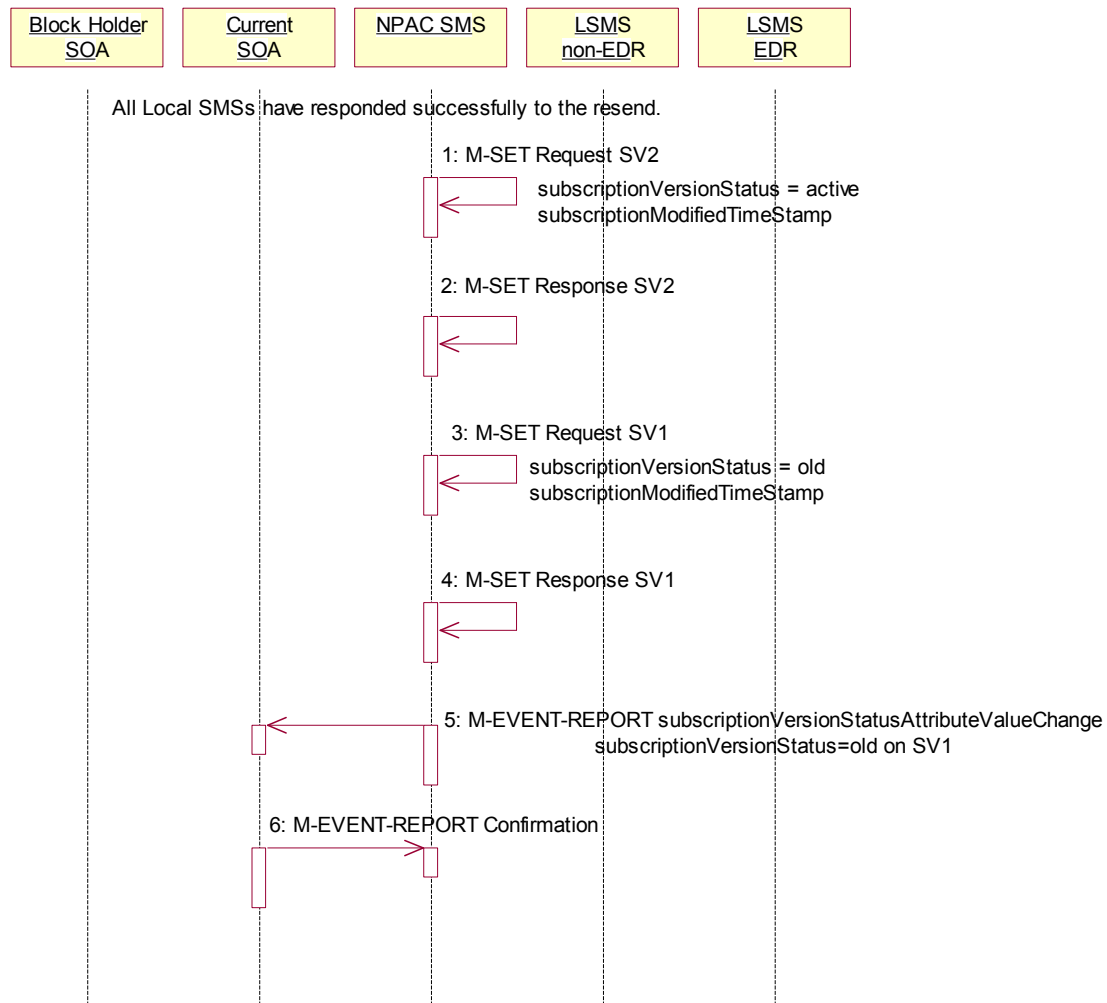 Block Holder
SOA
Current
SOA
NPAC SMS
LSMS
non-EDR
LSMS
EDR
All Local SMSs have responded successfully to the resend.
1: M-SET Request SV2
subscriptionVersionStatus = active
subscriptionModifiedTimeStamp
2: M-SET Response SV2
3: M-SET Request SV1
subscriptionVersionStatus = old
subscriptionModifiedTimeStamp
4: M-SET Response SV1
5: M-EVENT-REPORT subscriptionVersionStatusAttributeValueChange
subscriptionVersionStatus=old on SV1
6: M-EVENT-REPORT Confirmation